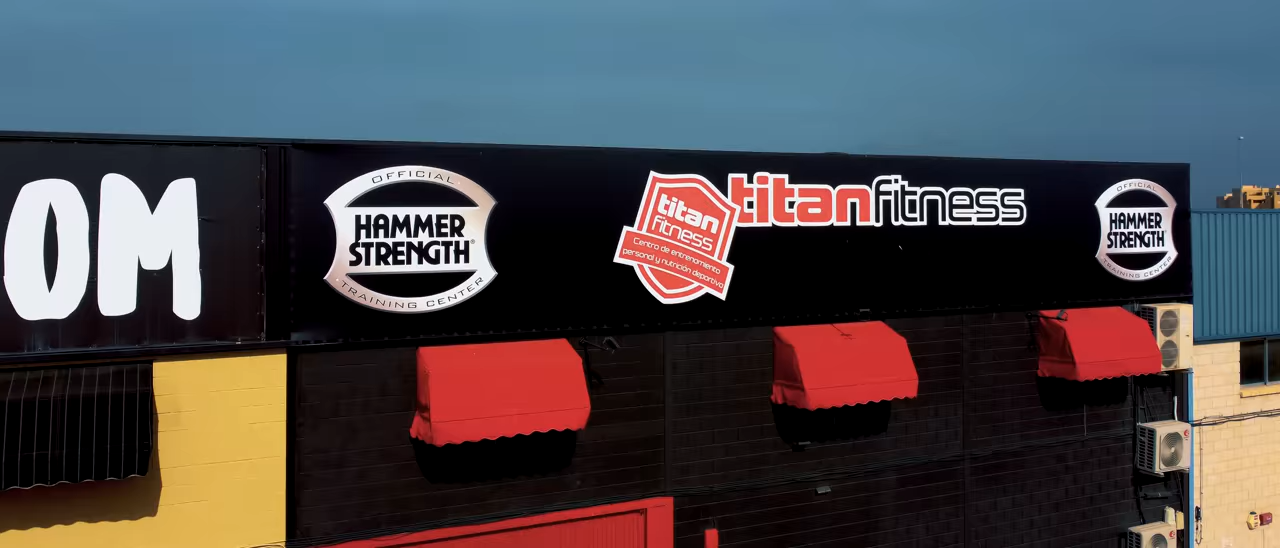 OM
OFFICIAL
HAMMER
STRENGTH®
TRAINING CENTER
titan
fitness
Centro de entrenamiento
personal y nutrición deportiva
titanfitness
OFFICIAL
HAMMER
STRENGTH
TRAINING CENTER